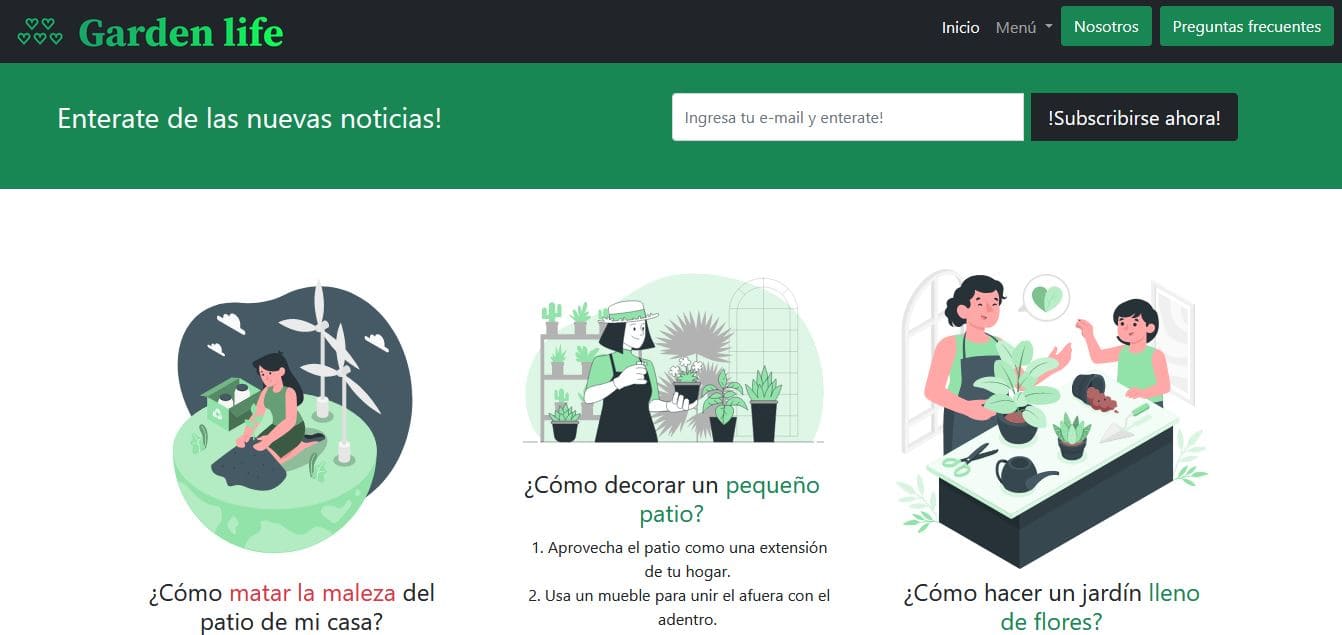 Garden life
Inicio Menú Nosotros Preguntas frecuentes
Enterate de las nuevas noticias!
Ingresa tu e-mail y enterate!
!Subscribirse ahora!
¿Cómo matar la maleza del
patio de mi casa?
¿Cómo decorar un pequeño
patio?
1. Aprovecha el patio como una extensión
de tu hogar.
2. Usa un mueble para unir el afuera con el
adentro.
¿Cómo hacer un jardín lleno
de flores?